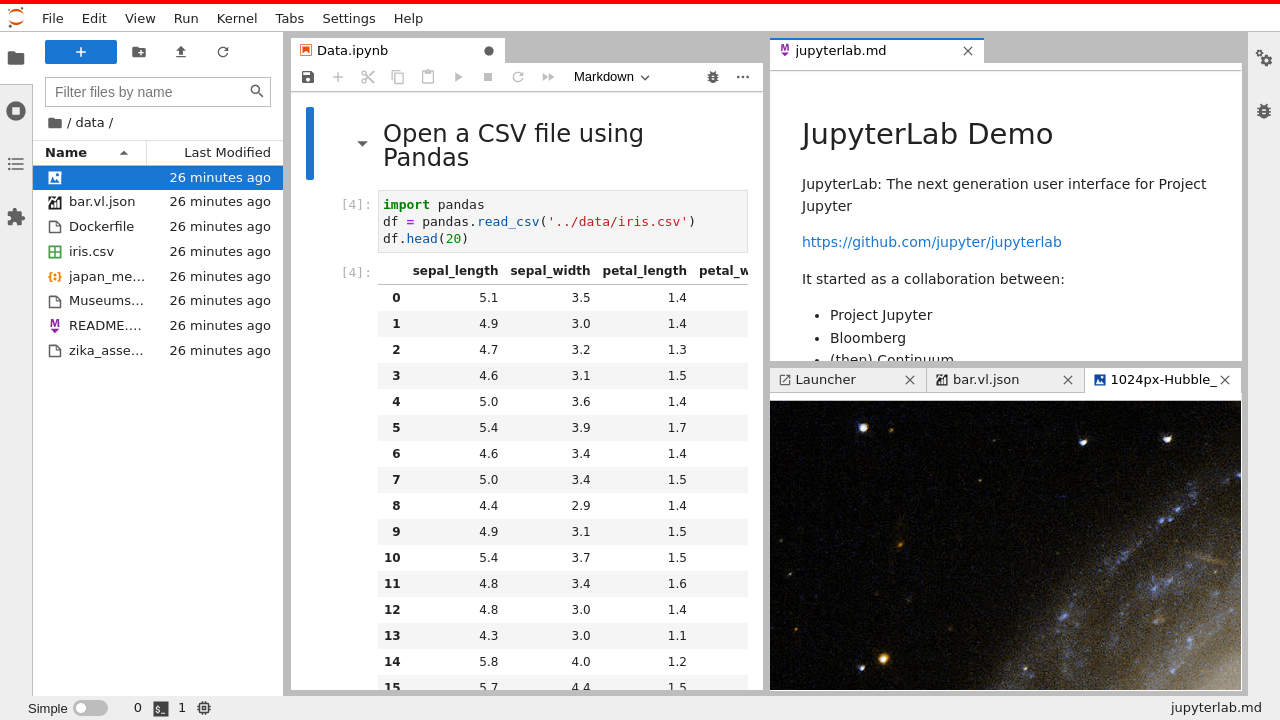 File Edit View Run Kernel Tabs Settings Help
/ data /
Filter files by name
Name Last Modified
26 minutes ago
bar.vl.json 26 minutes ago
Dockerfile 26 minutes ago
iris.csv 26 minutes ago
japan_me… 26 minutes ago
Museums… 26 minutes ago
README.… 26 minutes ago
zika_asse… 26 minutes ago
Data.ipynb
Markdown
Open a CSV file using
Pandas
[4]: import pandas
df = pandas.read_csv('../data/iris.csv')
df.head(20)
[4]: sepal_length sepal_width petal_length petal_w
0 5.1 3.5 1.4
1 4.9 3.0 1.4
2 4.7 3.2 1.3
3 4.6 3.1 1.5
4 5.0 3.6 1.4
5 5.4 3.9 1.7
6 4.6 3.4 1.4
7 5.0 3.4 1.5
8 4.4 2.9 1.4
9 4.9 3.1 1.5
10 5.4 3.7 1.5
11 4.8 3.4 1.6
12 4.8 3.0 1.4
13 4.3 3.0 1.1
14 5.8 4.0 1.2
15 5.7 4.4 1.5
jupyterlab.md
JupyterLab Demo
JupyterLab: The next generation user interface for Project
Jupyter
https://github.com/jupyter/jupyterlab
It started as a collaboration between:
• Project Jupyter
• Bloomberg
• (then) Continuum
Launcher bar.vl.json 1024px-Hubble_
Simple 0 $_ 1 jupyterlab.md